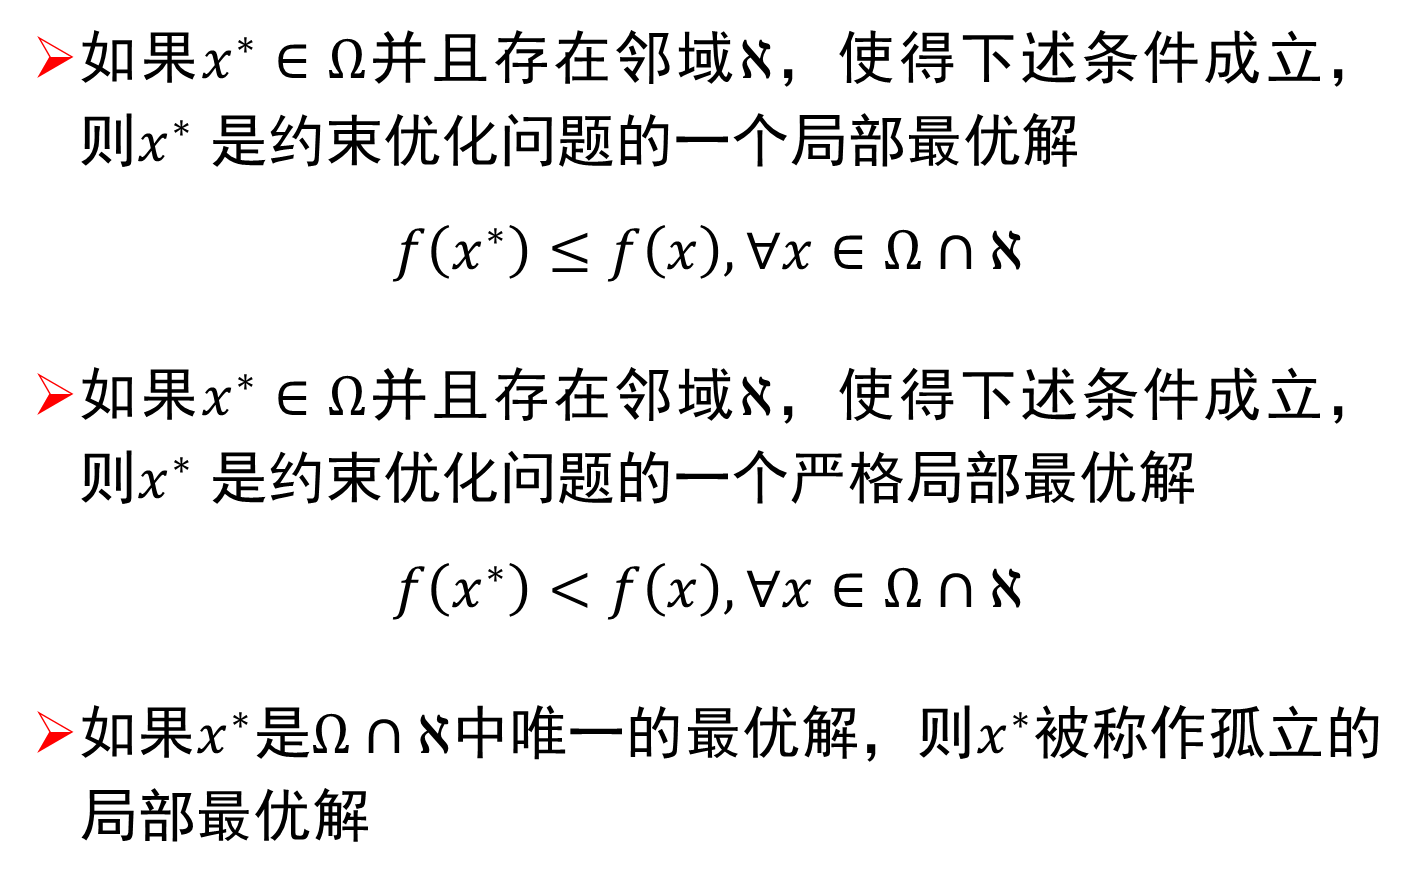 ➢如果x* ∈ Ω并且存在邻域ℵ，使得下述条件成立，
则x* 是约束优化问题的一个局部最优解
f(x*) ≤ f(x), ∀x ∈ Ω ∩ ℵ
➢如果x* ∈ Ω并且存在邻域ℵ，使得下述条件成立，
则x* 是约束优化问题的一个严格局部最优解
f(x*) < f(x), ∀x ∈ Ω ∩ ℵ
➢如果x*是Ω ∩ ℵ中唯一的最优解，则x*被称作孤立的
局部最优解